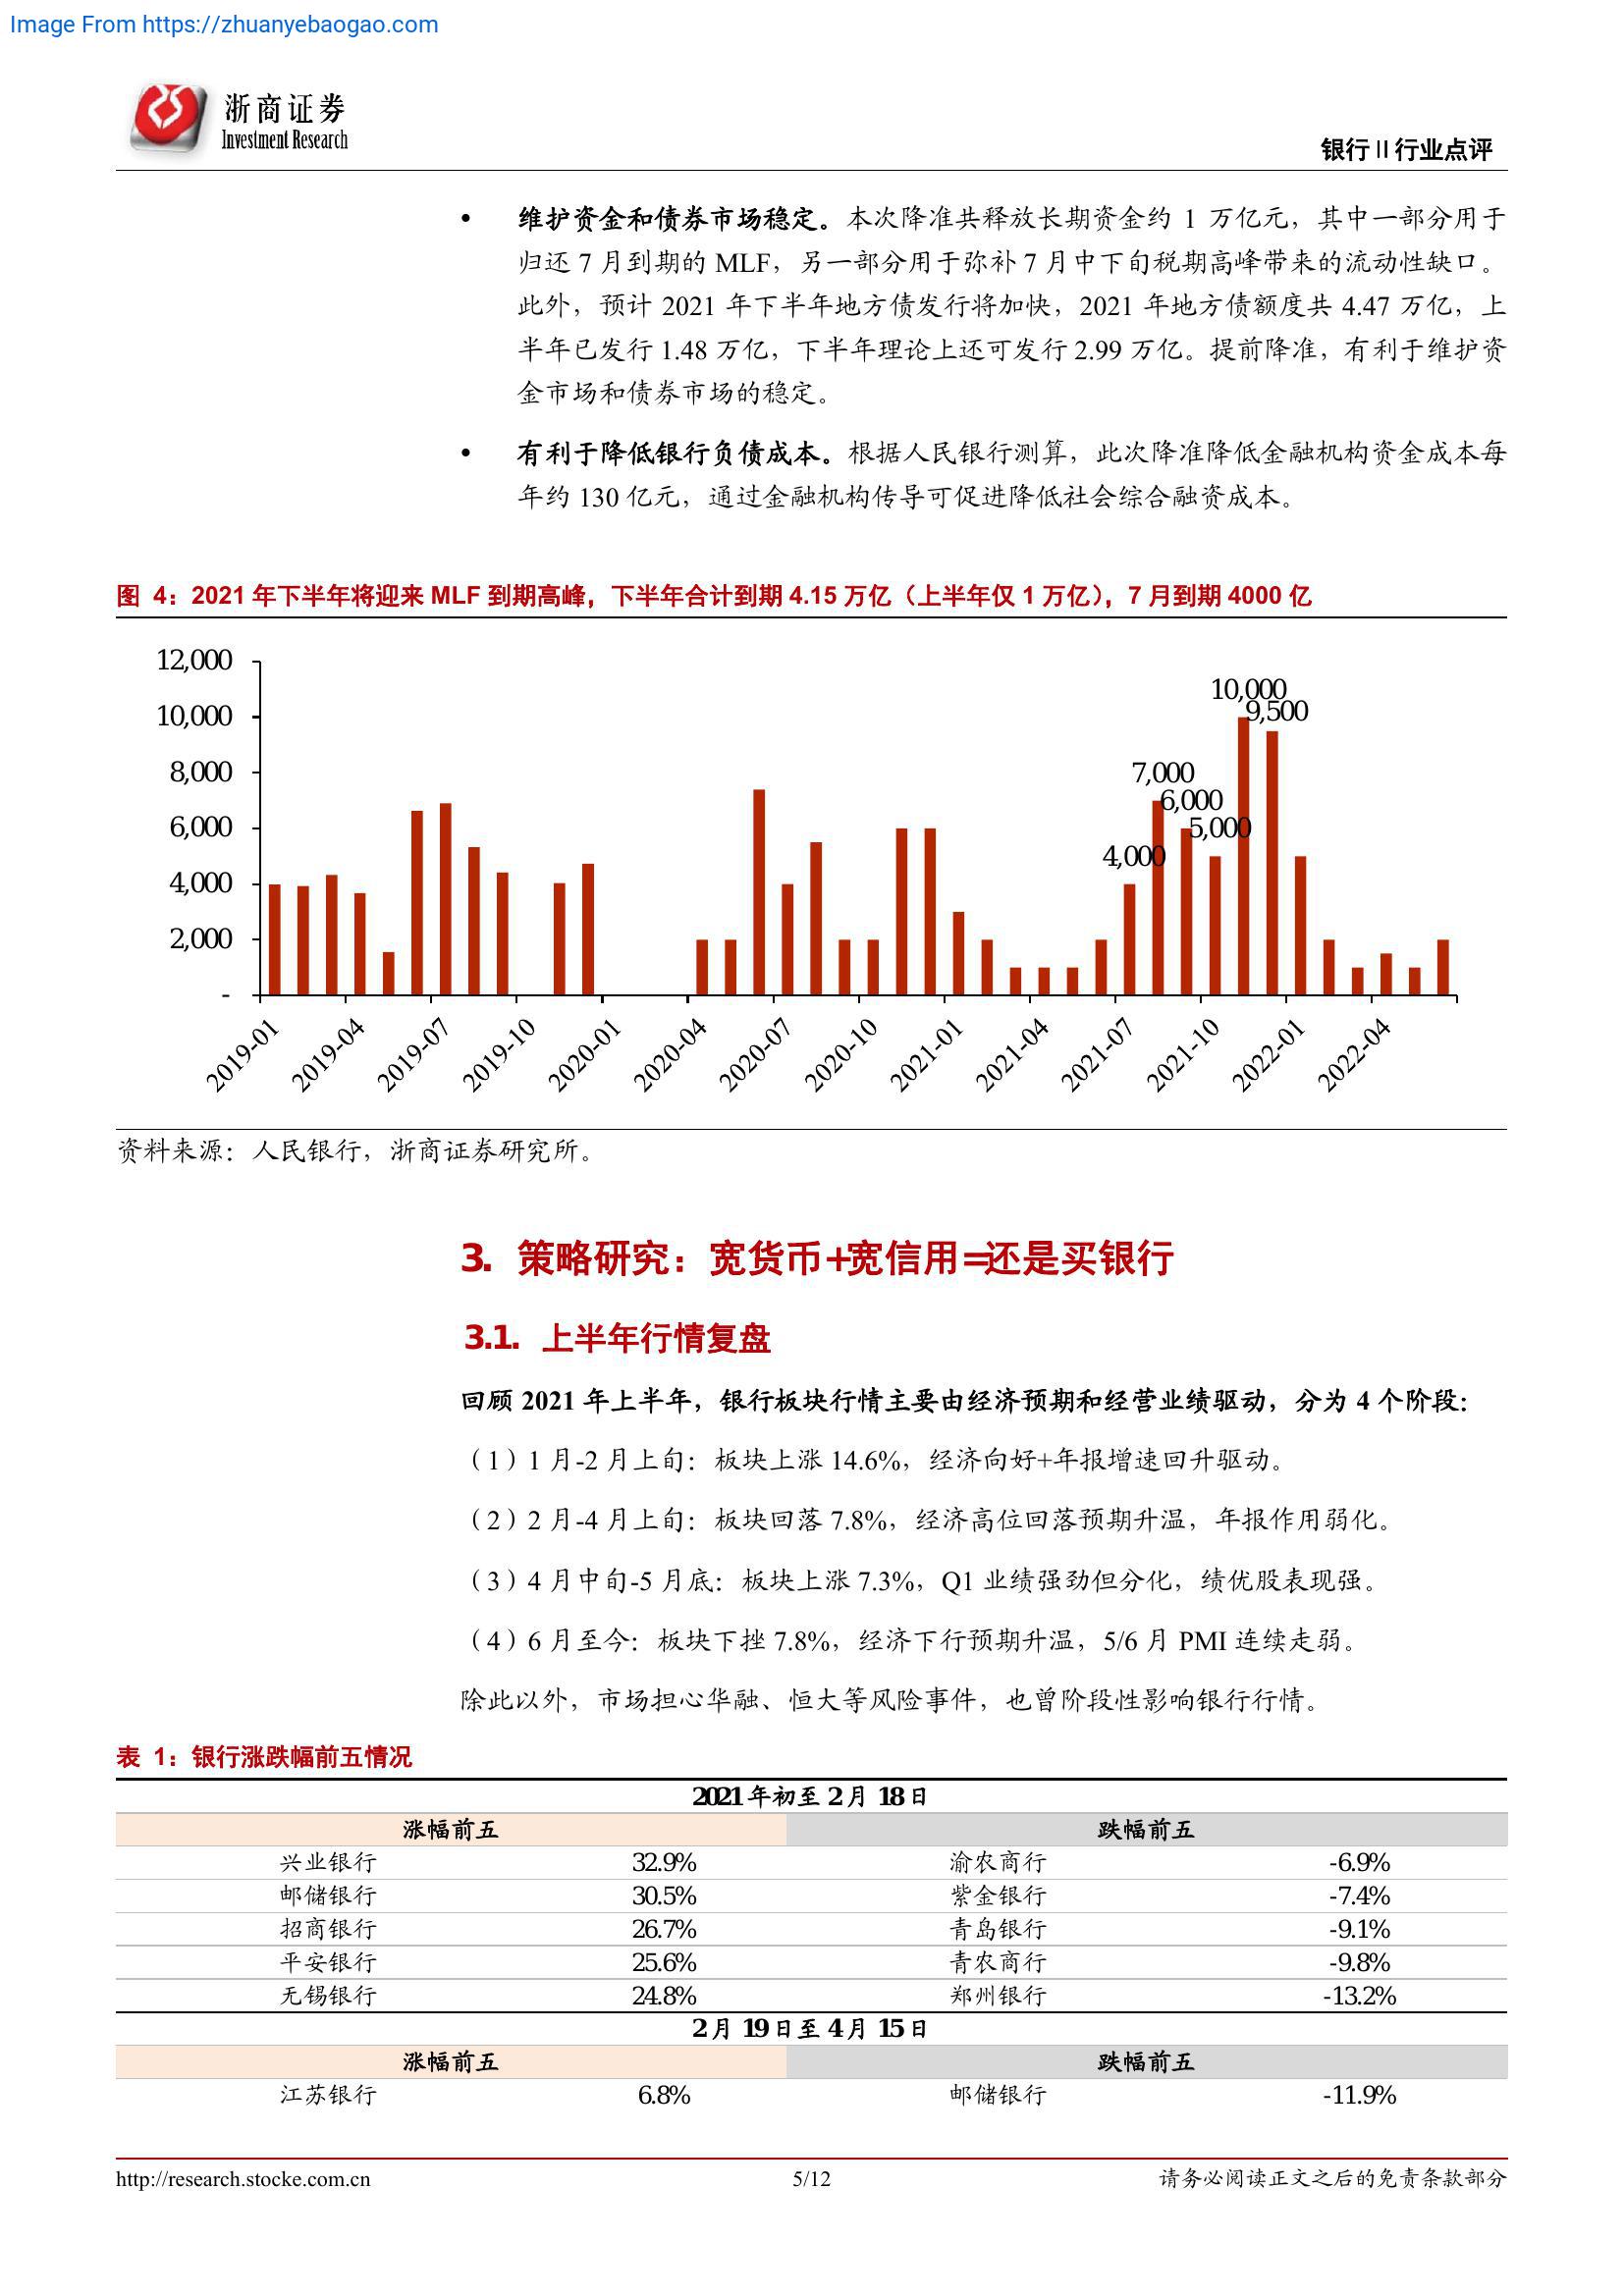 Image From https://zhuanyebaogao.com
浙商证券
Investment Research
银行Ⅱ行业点评
• 维护资金和债券市场稳定。本次降准共释放长期资金约 1 万亿元，其中一部分用于
归还 7 月到期的 MLF，另一部分用于弥补 7 月中下旬税期高峰带来的流动性缺口。
此外，预计 2021 年下半年地方债发行将加快，2021 年地方债额度共 4.47 万亿，上
半年已发行 1.48 万亿，下半年理论上还可发行 2.99 万亿。提前降准，有利于维护资
金市场和债券市场的稳定。
• 有利于降低银行负债成本。根据人民银行测算，此次降准降低金融机构资金成本每
年约 130 亿元，通过金融机构传导可促进降低社会综合融资成本。
图 4：2021 年下半年将迎来 MLF 到期高峰，下半年合计到期 4.15 万亿（上半年仅 1 万亿），7 月到期 4000 亿
12,000
10,000
8,000
6,000
4,000
2,000
-
4,000
7,000
6,000
5,000
10,000
9,500
2019-01
2019-04
2019-07
2019-10
2020-01
2020-04
2020-07
2020-10
2021-01
2021-04
2021-07
2021-10
2022-01
2022-04
资料来源：人民银行，浙商证券研究所。
3. 策略研究：宽货币+宽信用=还是买银行
3.1. 上半年行情复盘
回顾 2021 年上半年，银行板块行情主要由经济预期和经营业绩驱动，分为 4 个阶段：
（1）1 月-2 月上旬：板块上涨 14.6%，经济向好+年报增速回升驱动。
（2）2 月-4 月上旬：板块回落 7.8%，经济高位回落预期升温，年报作用弱化。
（3）4 月中旬-5 月底：板块上涨 7.3%，Q1 业绩强劲但分化，绩优股表现强。
（4）6 月至今：板块下挫 7.8%，经济下行预期升温，5/6 月 PMI 连续走弱。
除此以外，市场担心华融、恒大等风险事件，也曾阶段性影响银行行情。
表 1：银行涨跌幅前五情况
2021 年初至 2 月 18 日
涨幅前五 跌幅前五
兴业银行 32.9% 渝农商行 -6.9%
邮储银行 30.5% 紫金银行 -7.4%
招商银行 26.7% 青岛银行 -9.1%
平安银行 25.6% 青农商行 -9.8%
无锡银行 24.8% 郑州银行 -13.2%
2 月 19 日至 4 月 15 日
涨幅前五 跌幅前五
江苏银行 6.8% 邮储银行 -11.9%
http://research.stocke.com.cn 5/12 请务必阅读正文之后的免责条款部分